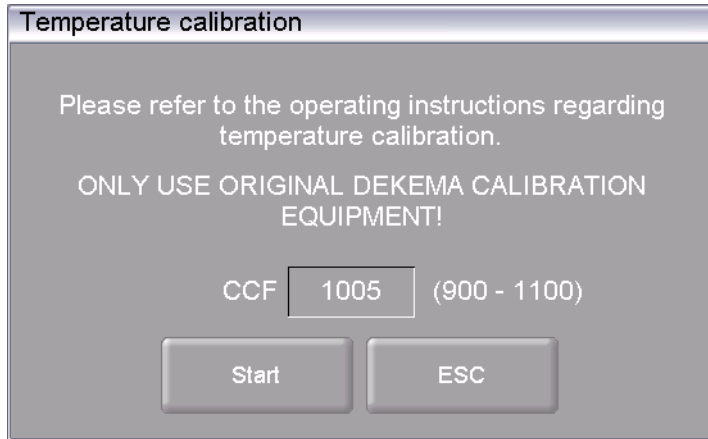 Temperature calibration
Please refer to the operating instructions regarding
temperature calibration.
ONLY USE ORIGINAL DEKEMA CALIBRATION
EQUIPMENT!
CCF 1005 (900 - 1100)
Start ESC